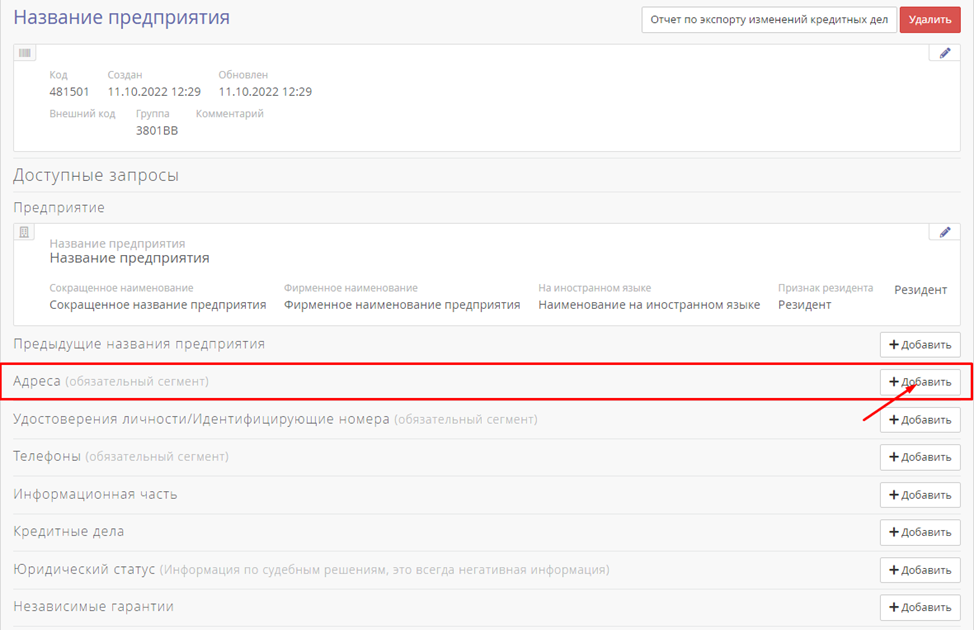 Название предприятия
Отчет по экспорту изменений кредитных дел
Удалить
Код Создан Обновлен
481501 11.10.2022 12:29 11.10.2022 12:29
Внешний код Группа Комментарий
3801BB
Доступные запросы
Предприятие
Название предприятия
Название предприятия
Сокращенное наименование Фирменное наименование На иностранном языке Признак резидента
Резидент
Сокращенное название предприятия Фирменное наименование предприятия Наименование на иностранном языке Резидент
Предыдущие названия предприятия
Добавить
Адреса (обязательный сегмент)
Добавить
Удостоверения личности/Идентифицирующие номера (обязательный сегмент)
Добавить
Телефоны (обязательный сегмент)
Добавить
Информационная часть
Добавить
Кредитные дела
Добавить
Юридический статус (Информация по судебным решениям, это всегда негативная информация)
Добавить
Независимые гарантии
Добавить